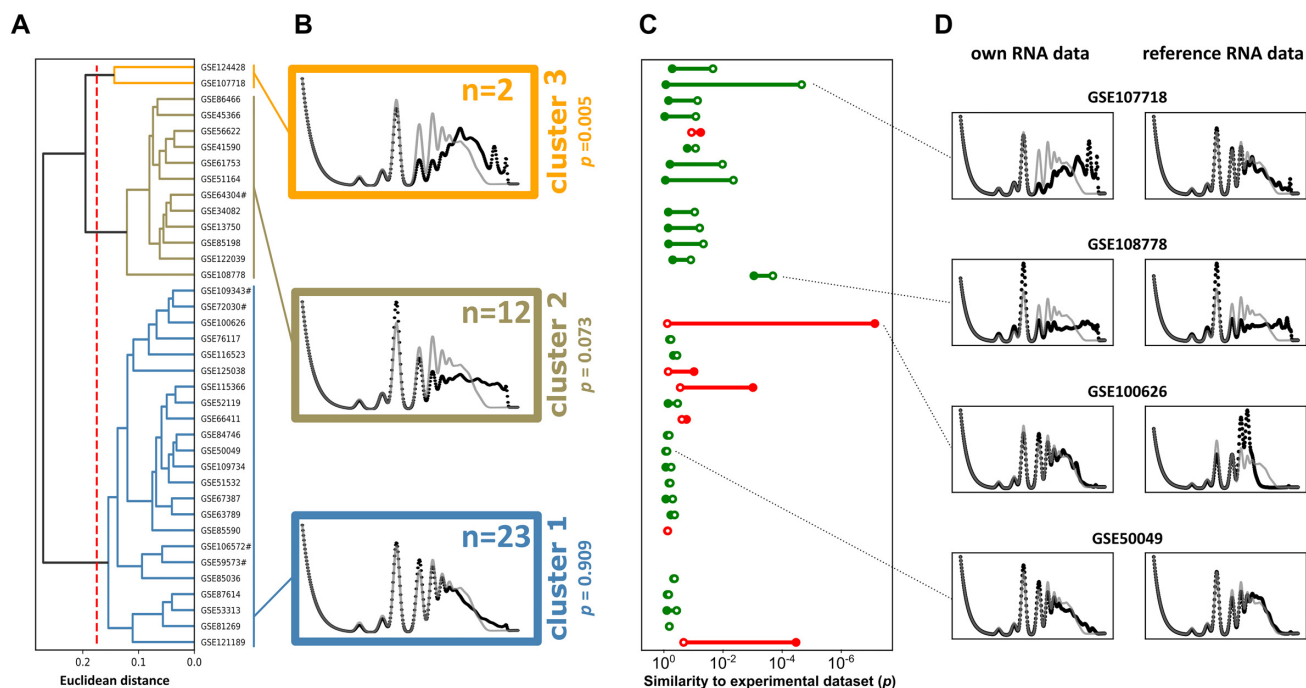 A
B
C
D
own RNA data
reference RNA data
GSE124428
GSE107718
GSE86466
GSE45366
GSE56622
GSE41590
GSE61753
GSE51164
GSE64304#
GSE34082
GSE13750
GSE85198
GSE122039
GSE108778
GSE109343#
GSE72030#
GSE100626
GSE76117
GSE116523
GSE125038
GSE115366
GSE52119
GSE66411
GSE84746
GSE50049
GSE109734
GSE51532
GSE67387
GSE63789
GSE85590
GSE106572#
GSE59573#
GSE85036
GSE87614
GSE53313
GSE81269
GSE121189
0.2
0.1
0.0
Euclidean distance
n=2
cluster 3
p =0.005
n=12
cluster 2
p = 0.073
n=23
cluster 1
p = 0.909
10⁰
10⁻²
10⁻⁴
10⁻⁶
Similarity to experimental dataset (p)
GSE107718
GSE108778
GSE100626
GSE50049